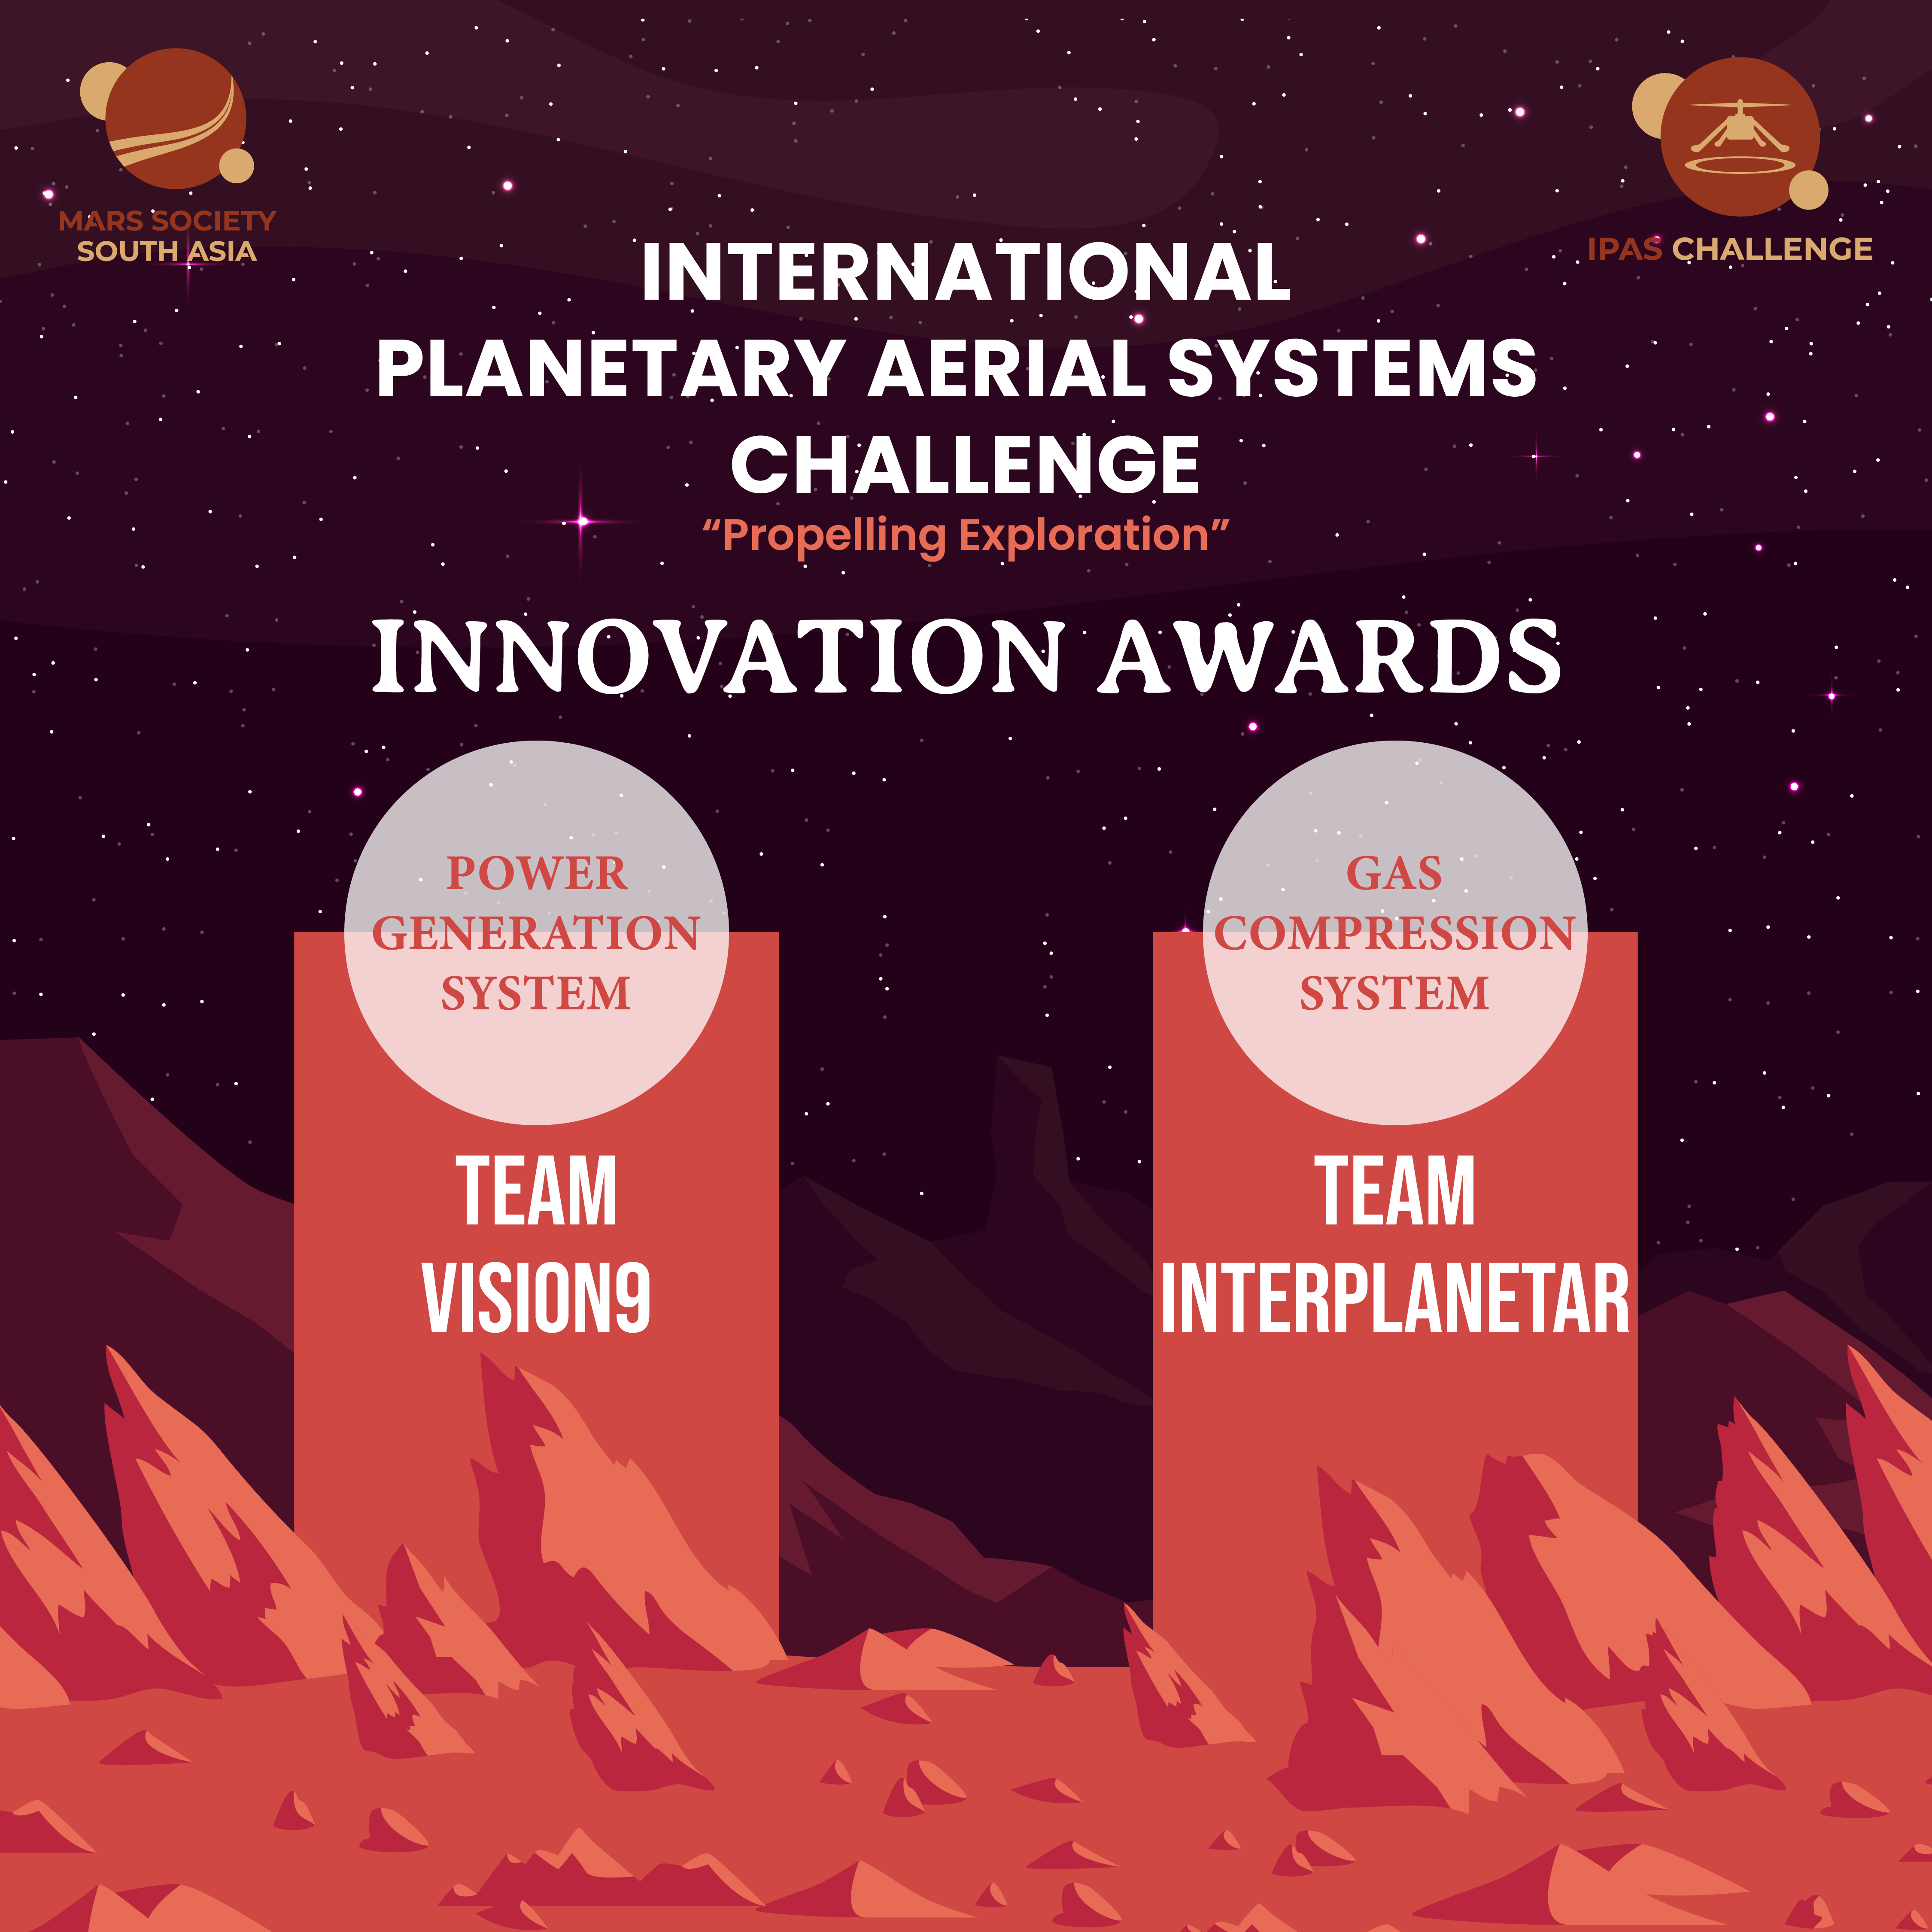 MARS SOCIETY
SOUTH ASIA
IPAS CHALLENGE
INTERNATIONAL
PLANETARY AERIAL SYSTEMS
CHALLENGE
“Propelling Exploration”
INNOVATION AWARDS
POWER
GENERATION
SYSTEM
TEAM
VISION9
GAS
COMPRESSION
SYSTEM
TEAM
INTERPLANETAR